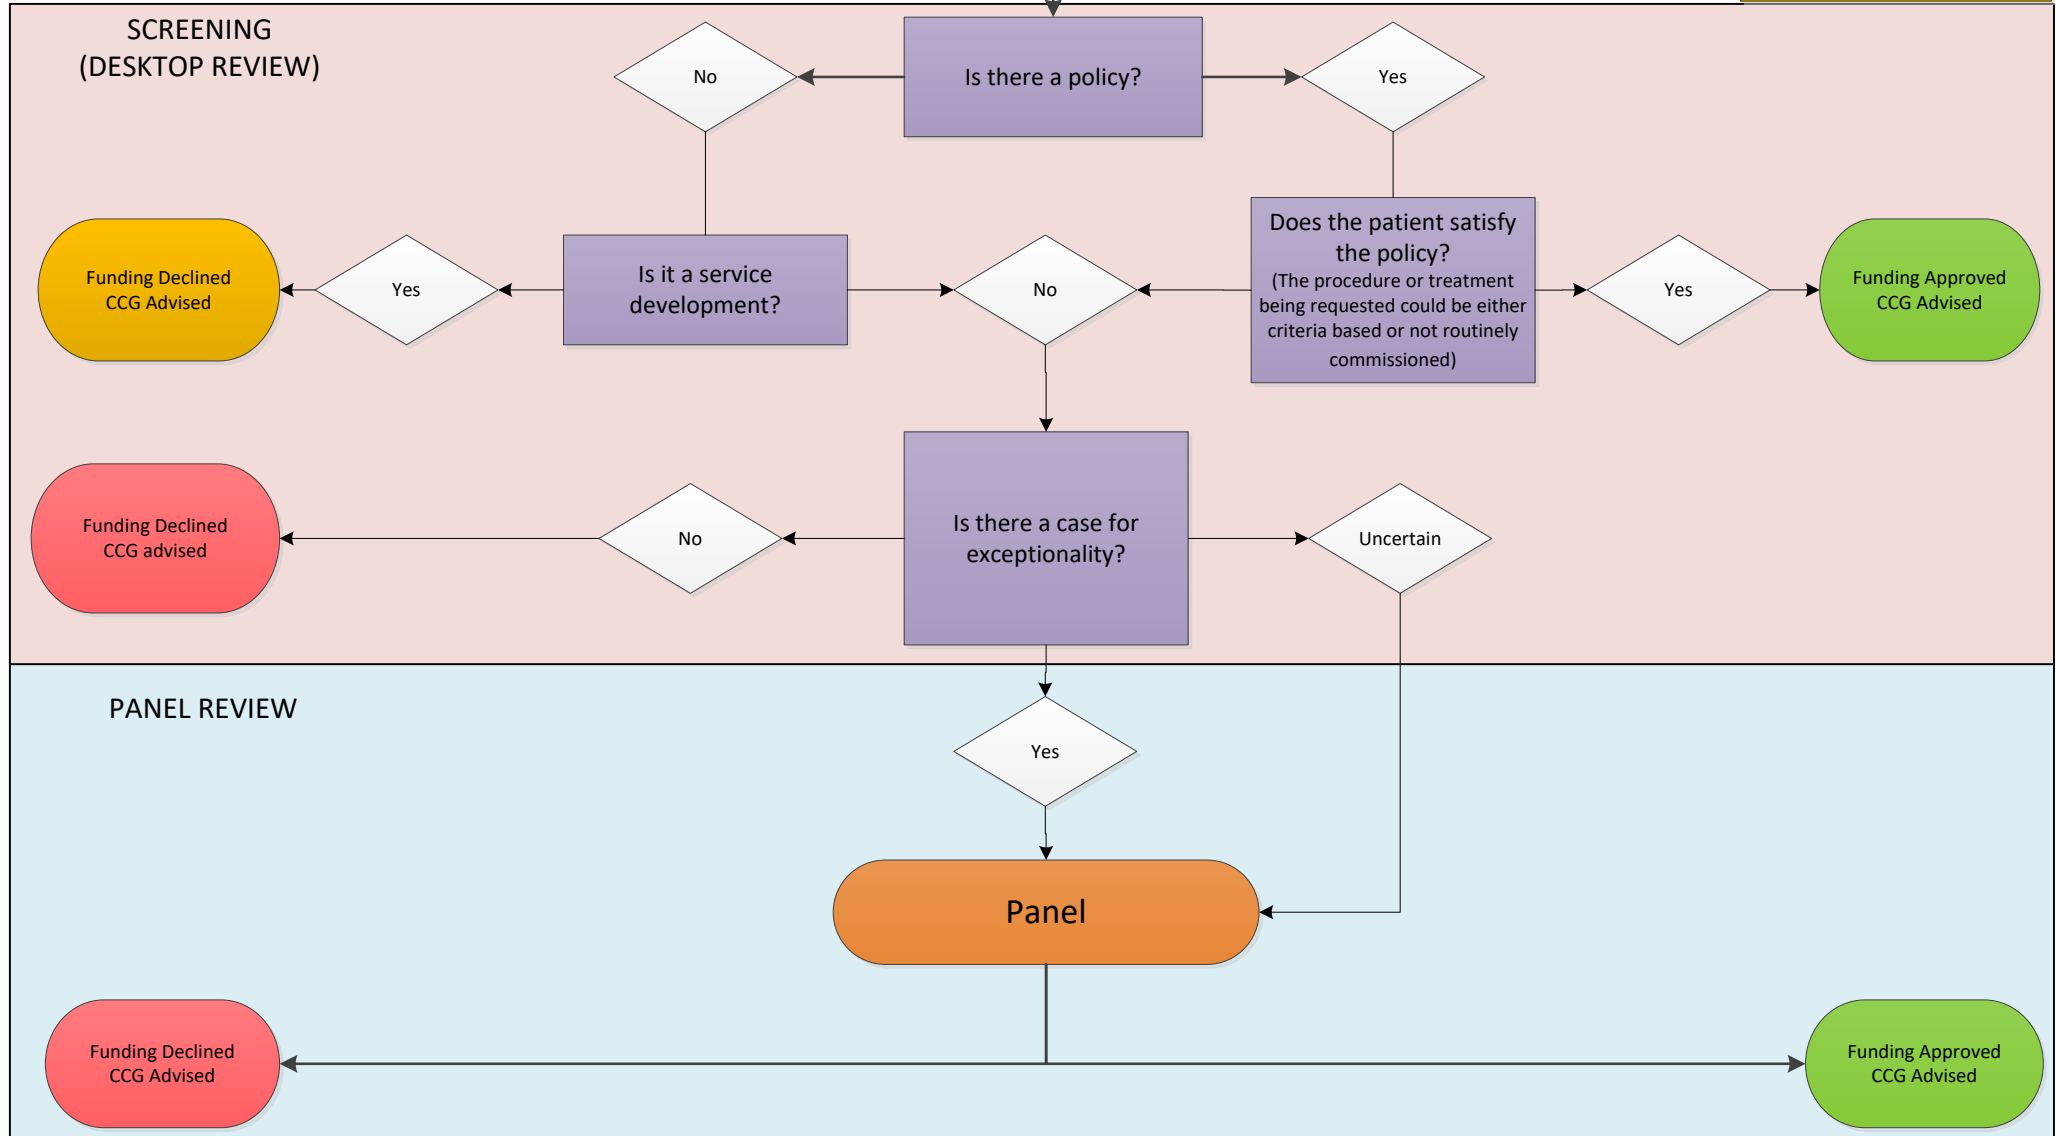 SCREENING
(DESKTOP REVIEW)
No
Is there a policy?
Yes
Funding Declined
CCG Advised
Yes
Is it a service
development?
No
Does the patient satisfy
the policy?
(The procedure or treatment
being requested could be either
criteria based or not routinely
commissioned)
Yes
Funding Approved
CCG Advised
Funding Declined
CCG advised
No
Is there a case for
exceptionality?
Uncertain
PANEL REVIEW
Yes
Panel
Funding Declined
CCG Advised
Funding Approved
CCG Advised